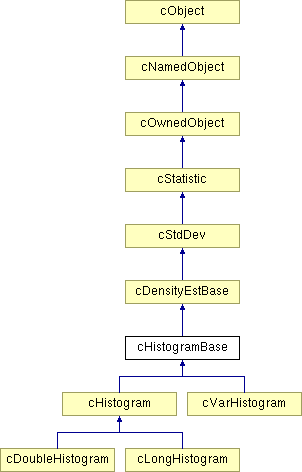 cObject
cNamedObject
cOwnedObject
cStatistic
cStdDev
cDensityEstBase
cHistogramBase
cHistogram
cVarHistogram
cDoubleHistogram
cLongHistogram